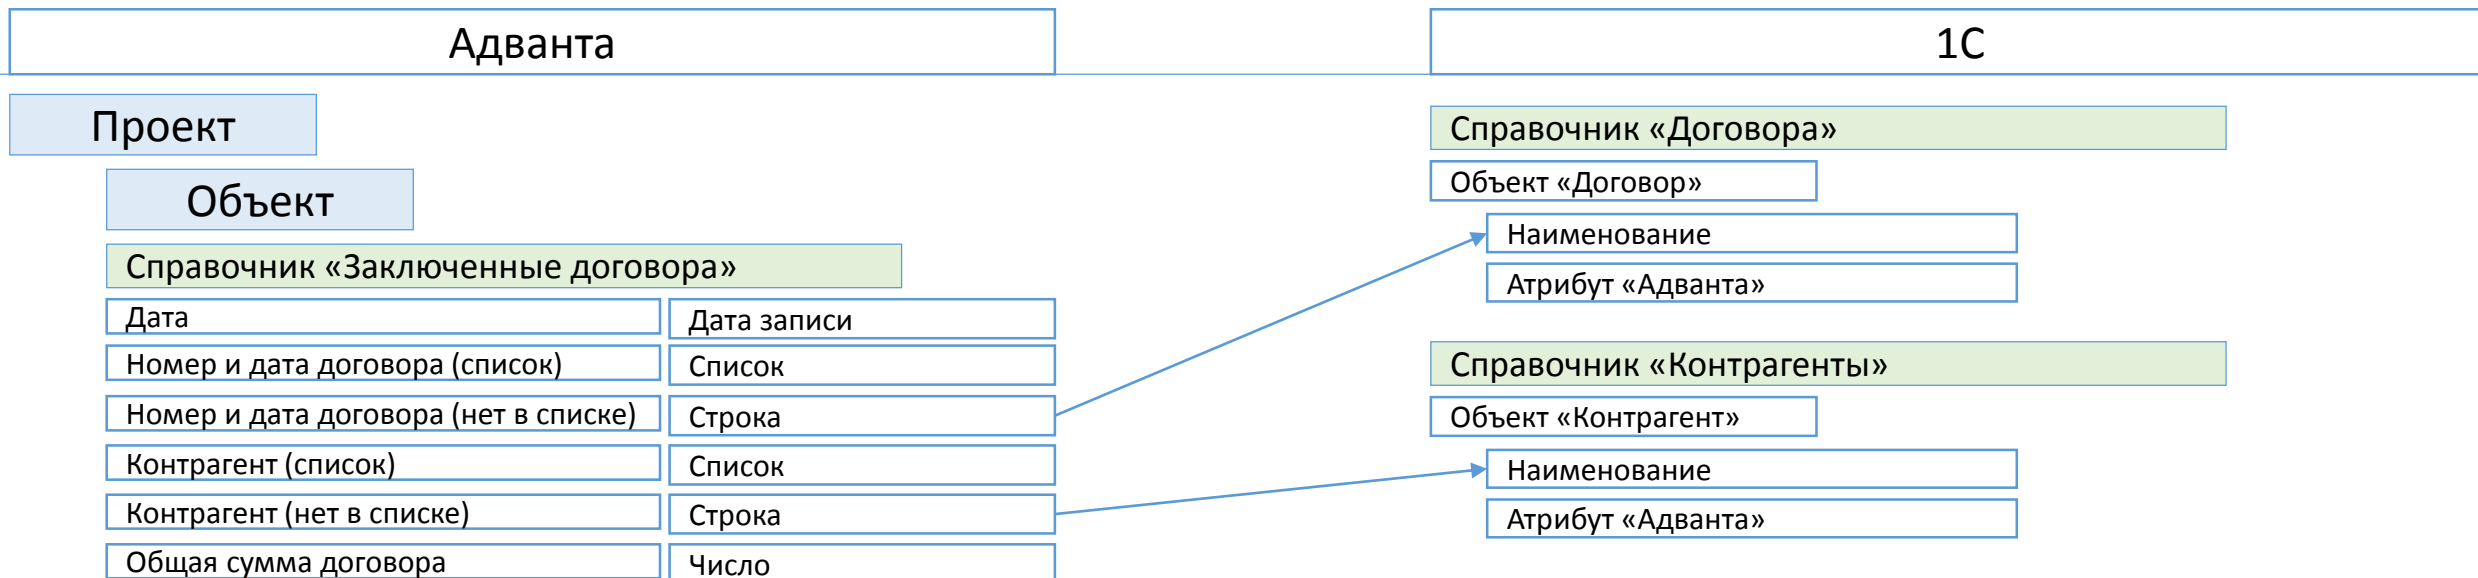 Адванта
1С
Проект
Объект
Справочник «Заключенные договора»
Дата
Дата записи
Номер и дата договора (список)
Список
Номер и дата договора (нет в списке)
Строка
Контрагент (список)
Список
Контрагент (нет в списке)
Строка
Общая сумма договора
Число
Справочник «Договора»
Объект «Договор»
Наименование
Атрибут «Адванта»
Справочник «Контрагенты»
Объект «Контрагент»
Наименование
Атрибут «Адванта»